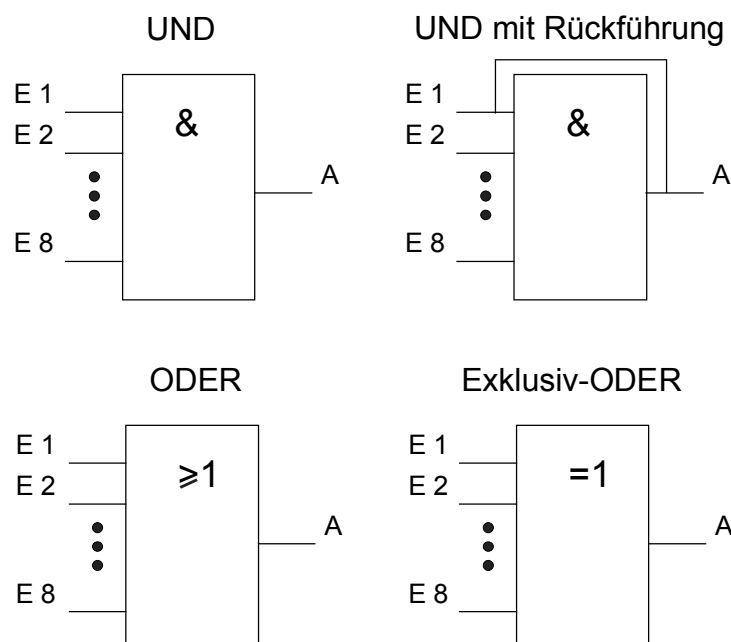 UND
E 1
&
E 2
A
E 8
UND mit Rückführung
E 1
&
E 2
A
E 8
ODER
E 1
⩾1
E 2
A
E 8
Exklusiv-ODER
E 1
=1
E 2
A
E 8